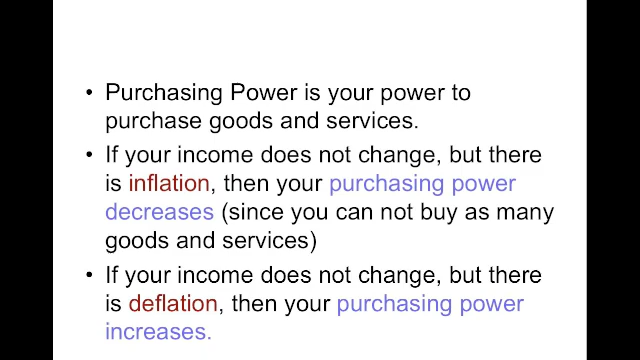 • Purchasing Power is your power to
purchase goods and services.
• If your income does not change, but there
is inflation, then your purchasing power
decreases (since you can not buy as many
goods and services)
• If your income does not change, but there
is deflation, then your purchasing power
increases.